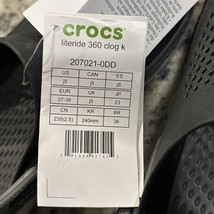 crocs
literide 360 clog k
207021-0DD
US CAN ES
j5 j5 j5
EUR UK JP
37-38 j5 23
CN KR BR
235(2.5) 240mm 36